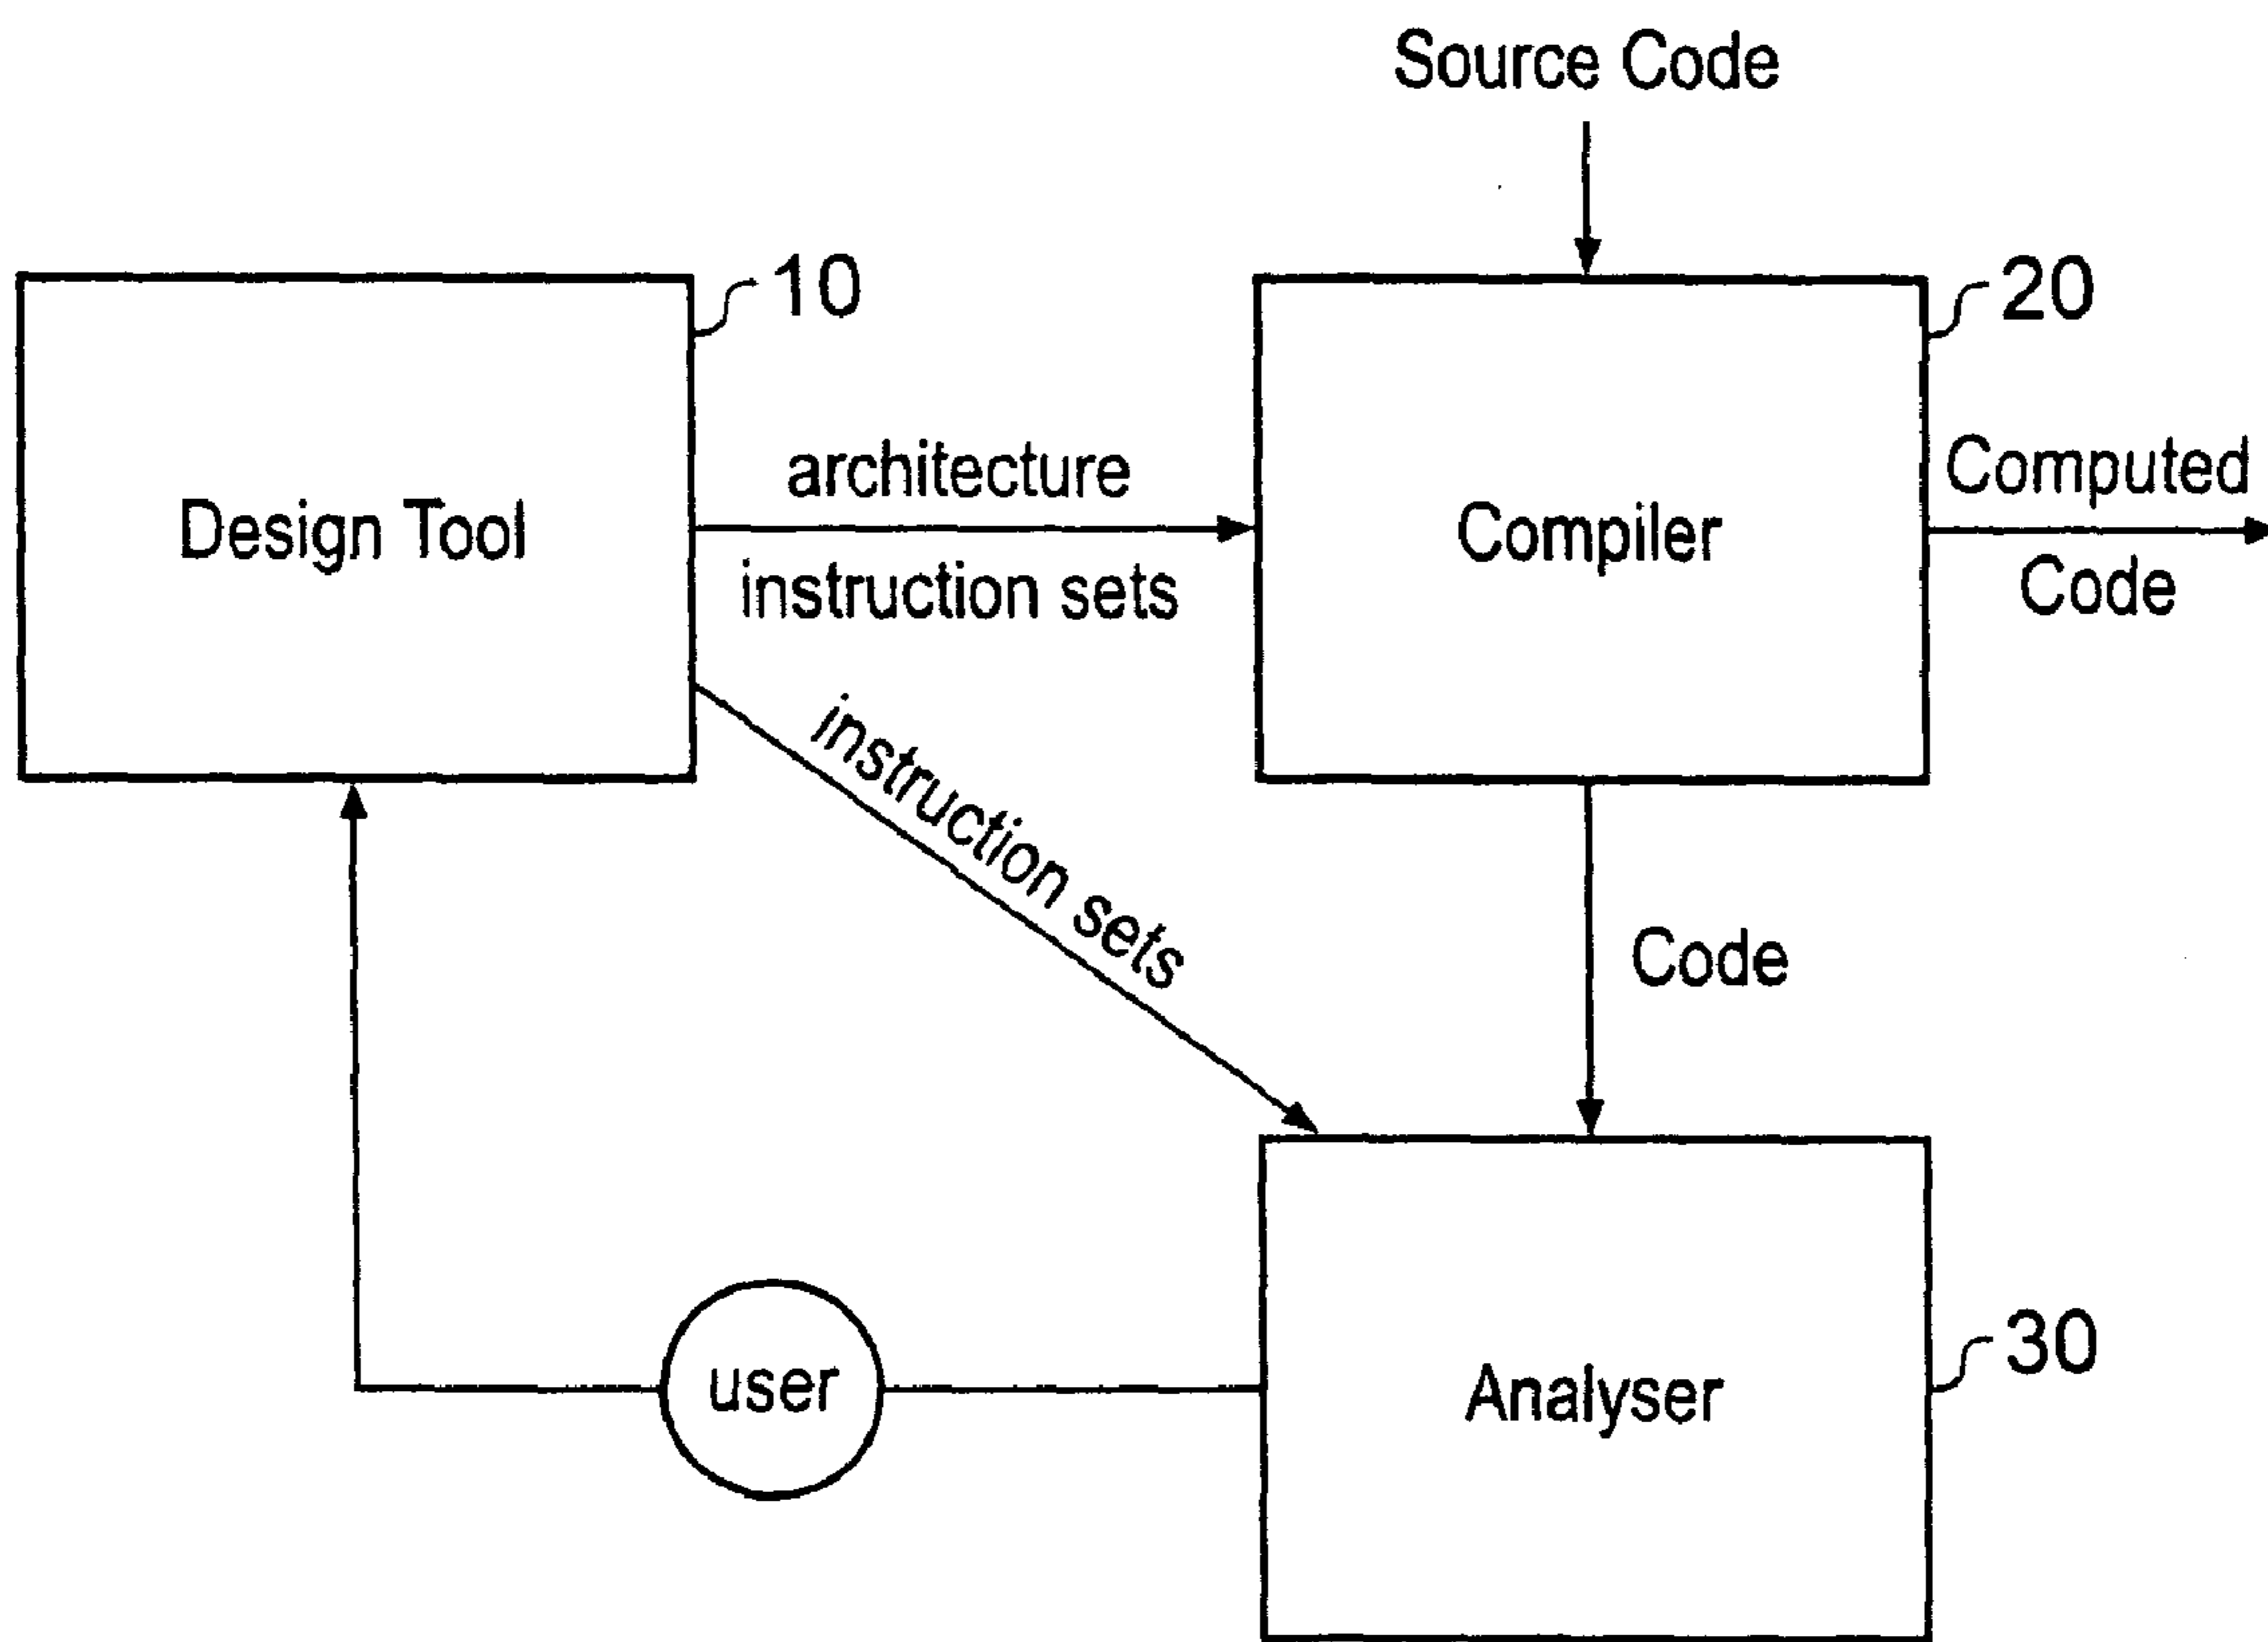 Source Code
10
20
Design Tool
architecture
instruction sets
Compiler
Computed
Code
instruction sets
Code
user
Analyser
30